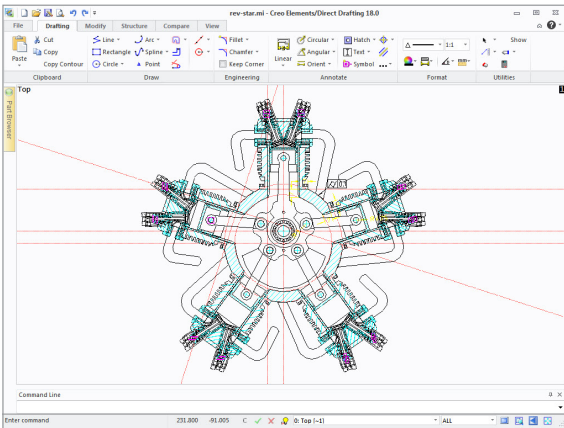 rev-star.mi - Creo Elements/Direct Drafting 18.0
File Drafting Modify Structure Compare View
Paste
Cut
Copy
Copy Contour
Clipboard
Line Arc
Rectangle Spline
Circle Point
Draw
Fillet
Chamfer
Keep Corner
Engineering
Linear
Circular Hatch
Angular Text
Orient Symbol ...
Annotate
1:1
mm
Format
Show
Utilities
Part Browser
Top
1
Command Line
Enter command 231.800 -91.005 C 0: Top (~1) ALL